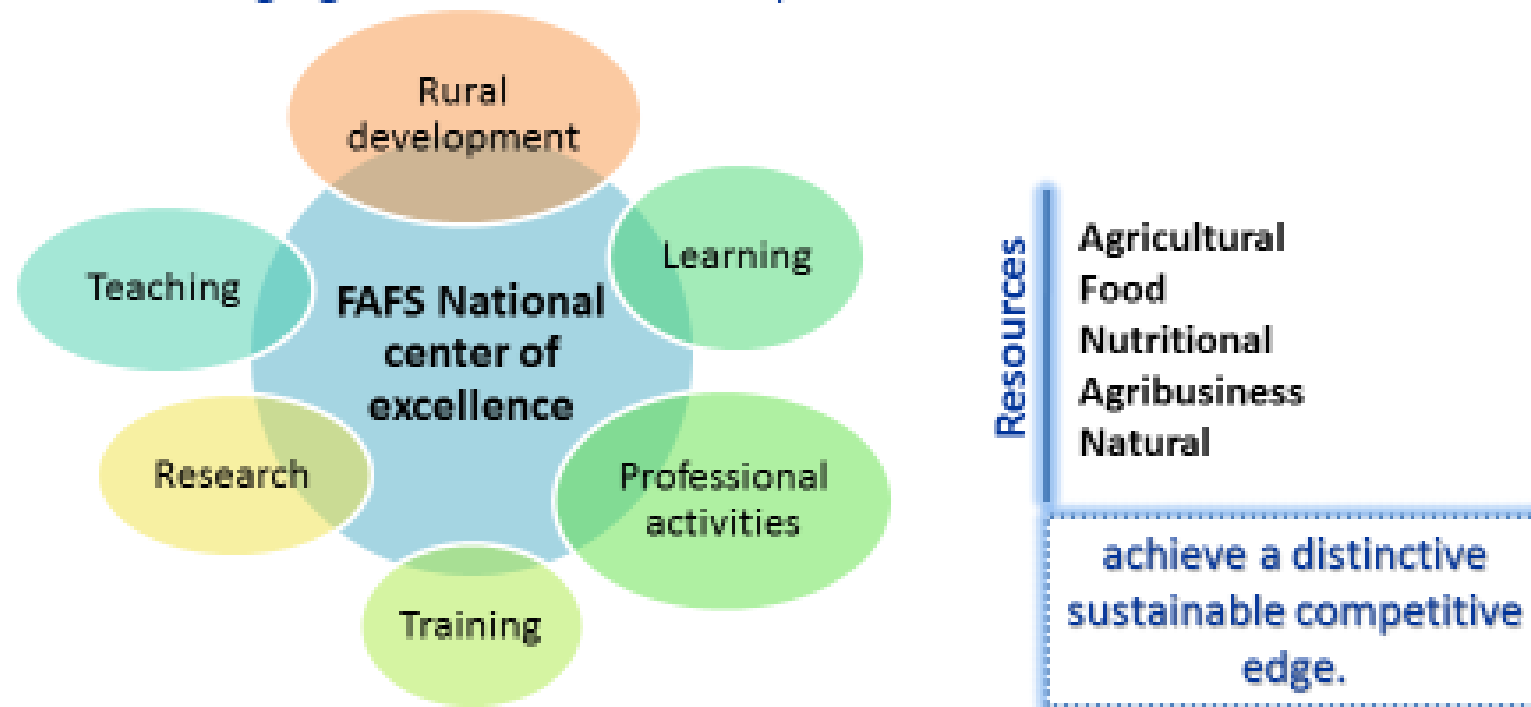 Rural
development
Learning
Teaching
FAFS National
center of
excellence
Research
Professional
activities
Training
Resources
Agricultural
Food
Nutritional
Agribusiness
Natural
achieve a distinctive
sustainable competitive
edge.